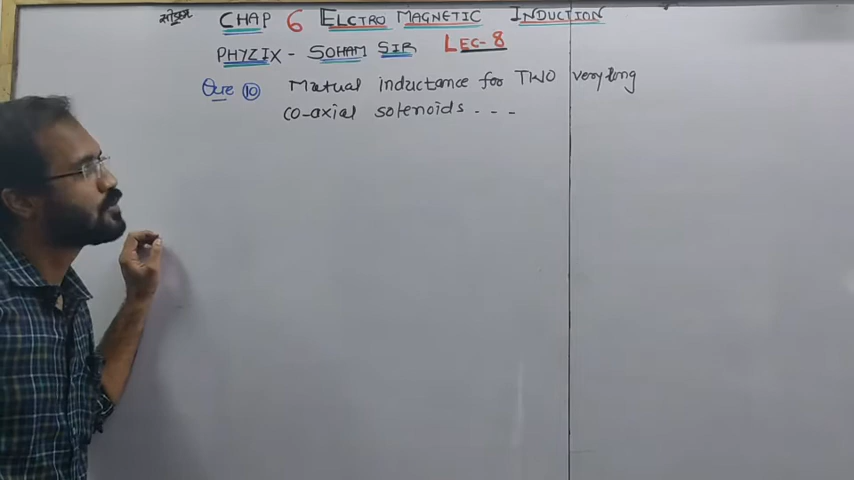 CHAP 6 ELCTRO MAGNETIC INDUCTION
PHYZIX - SOHAM SIR LEC-8
Que 10 Mutual inductance for TWO very long
co-axial solenoids - - -